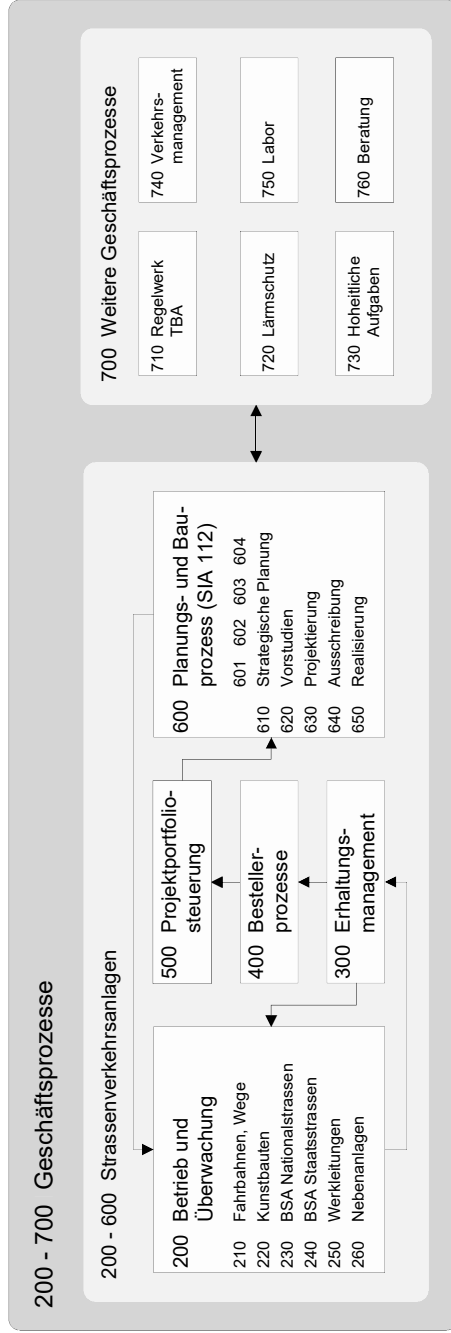 200 - 700 Geschäftsprozesse
200 - 600 Strassenverkehrsanlagen
200 Betrieb und
Überwachung
210 Fahrbahnen, Wege
220 Kunstbauten
230 BSA Nationalstrassen
240 BSA Staatsstrassen
250 Werkleitungen
260 Nebenanlagen
500 Projektportfolio-
steuerung
400 Besteller-
prozesse
300 Erhaltungs-
management
600 Planungs- und Bau-
prozess (SIA 112)
601 602 603 604
610 Strategische Planung
620 Vorstudien
630 Projektierung
640 Ausschreibung
650 Realisierung
700 Weitere Geschäftsprozesse
710 Regelwerk
TBA
720 Lärmschutz
730 Hoheitliche
Aufgaben
740 Verkehrs-
management
750 Labor
760 Beratung